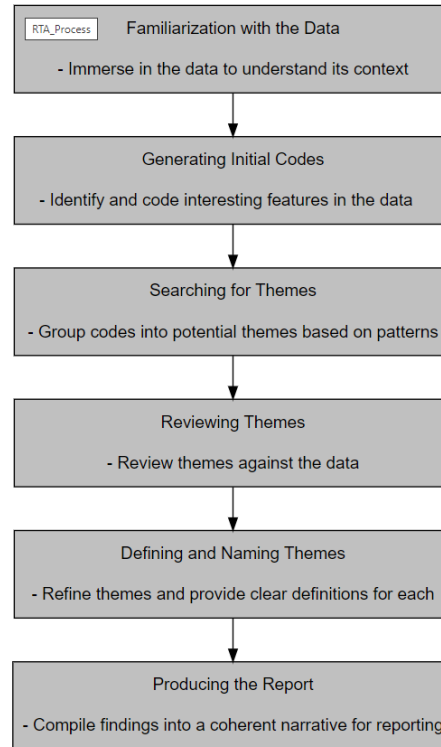 RTA_Process
Familiarization with the Data
- Immerse in the data to understand its context
Generating Initial Codes
- Identify and code interesting features in the data
Searching for Themes
- Group codes into potential themes based on patterns
Reviewing Themes
- Review themes against the data
Defining and Naming Themes
- Refine themes and provide clear definitions for each
Producing the Report
- Compile findings into a coherent narrative for reporting